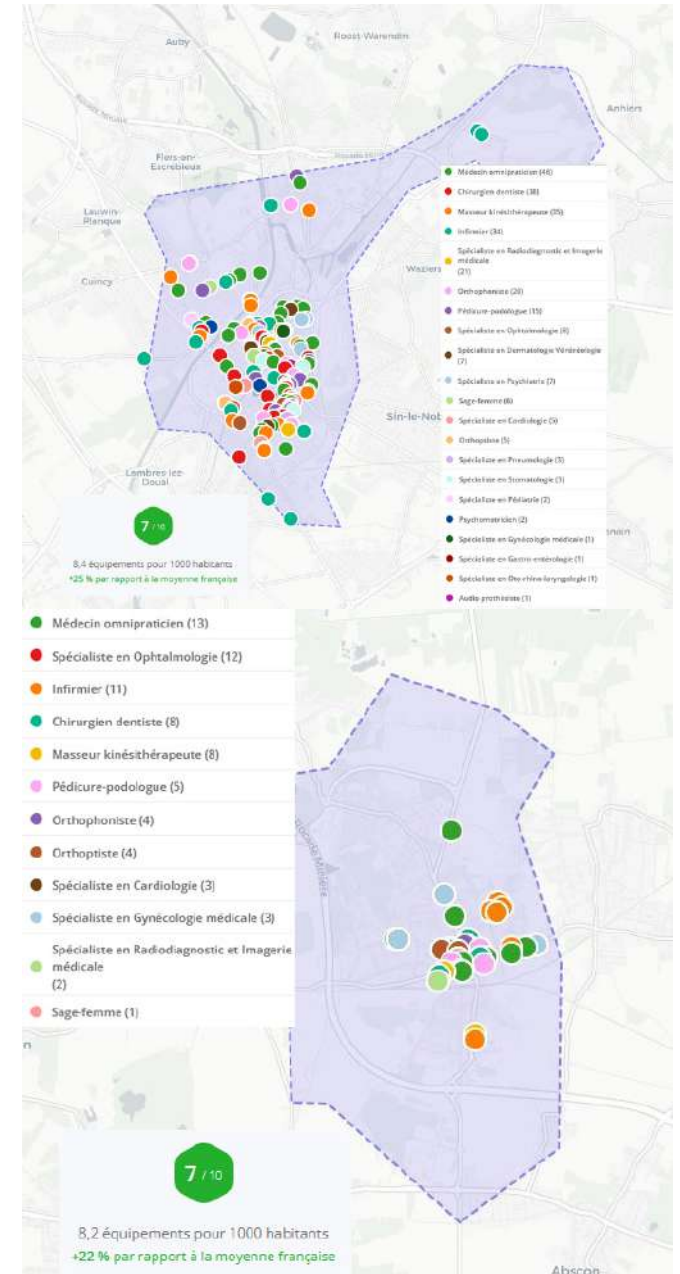 Auby
Roost-Warendin
Anhiers
Flers-en-
Escrebieux
Lauwin-
Planque
Cuincy
Waziers
Sin-le-Nob
Lambres-lez-
Douai
Médecin omnipraticien (46)
Chirurgien dentiste (38)
Masseur kinésithérapeute (35)
Infirmier (34)
Spécialiste en Radiodiagnostic et Imagerie
médicale
(21)
Orthophoniste (20)
Pédicure-podologue (15)
Spécialiste en Ophtalmologie (8)
Spécialiste en Dermatologie Vénéréologie
(7)
Spécialiste en Psychiatrie (7)
Sage-femme (6)
Spécialiste en Cardiologie (5)
Orthoptiste (5)
Spécialiste en Pneumologie (3)
Spécialiste en Stomatologie (3)
Spécialiste en Pédiatrie (2)
Psychomotricien (2)
Spécialiste en Gynécologie médicale (1)
Spécialiste en Gastro-entérologie (1)
Spécialiste en Oto-rhino-laryngologie (1)
Audio prothésiste (1)
7 / 10
8,4 équipements pour 1000 habitants
+25 % par rapport à la moyenne française
Médecin omnipraticien (13)
Spécialiste en Ophtalmologie (12)
Infirmier (11)
Chirurgien dentiste (8)
Masseur kinésithérapeute (8)
Pédicure-podologue (5)
Orthophoniste (4)
Orthoptiste (4)
Spécialiste en Cardiologie (3)
Spécialiste en Gynécologie médicale (3)
Spécialiste en Radiodiagnostic et Imagerie
médicale
(2)
Sage-femme (1)
7 / 10
8,2 équipements pour 1000 habitants
+22 % par rapport à la moyenne française
Abscon